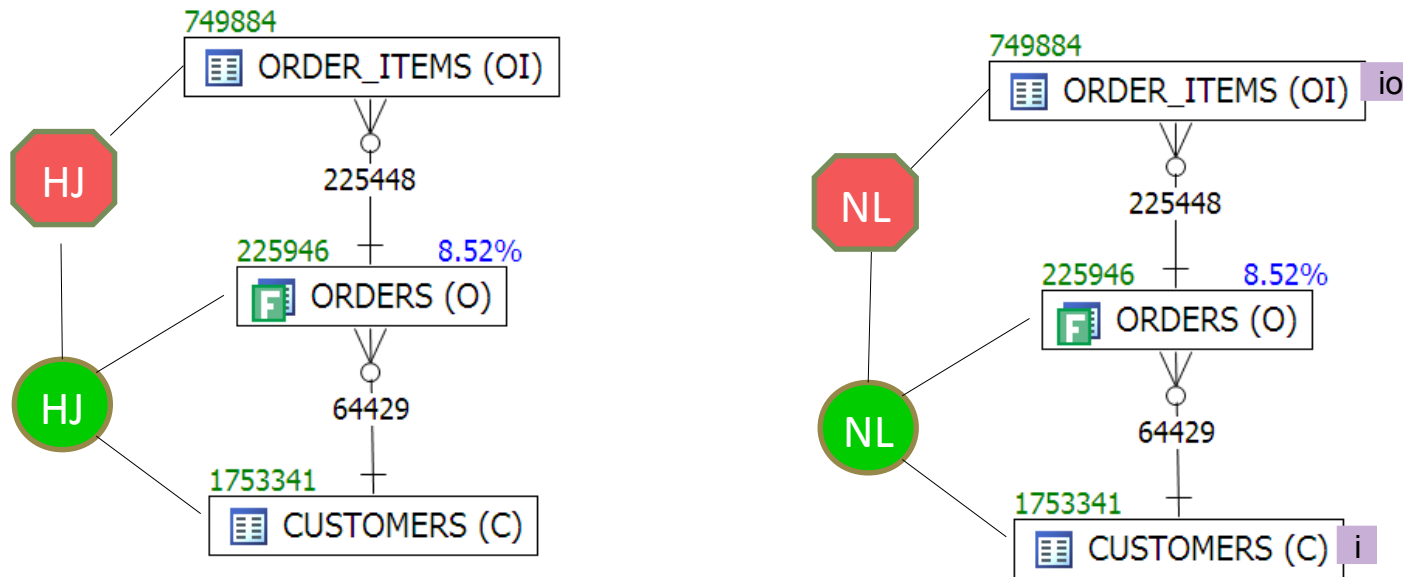 749884
ORDER_ITEMS (OI)
HJ
225448
225946 8.52%
F ORDERS (O)
HJ
64429
1753341
CUSTOMERS (C)
749884
ORDER_ITEMS (OI) io
NL
225448
225946 8.52%
F ORDERS (O)
NL
64429
1753341
CUSTOMERS (C) i